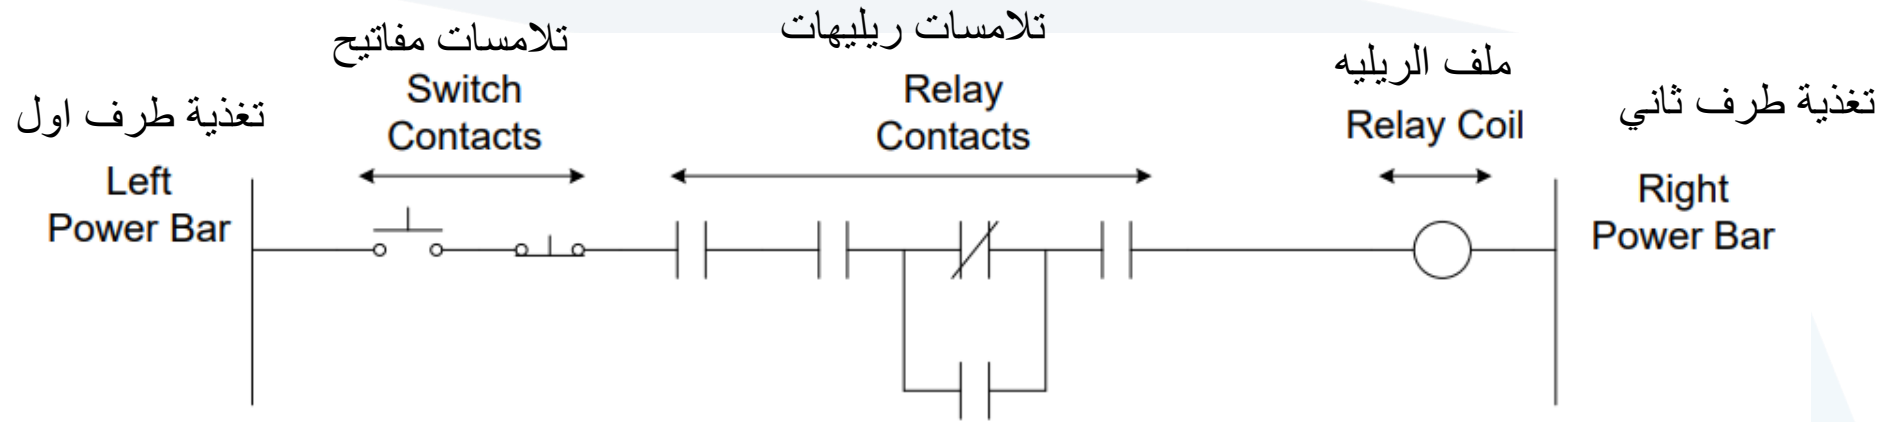 تغذية طرف اول
Left
Power Bar
تلامسات مفاتيح
Switch
Contacts
تلامسات ريليهات
Relay
Contacts
ملف الريليه
Relay Coil
تغذية طرف ثاني
Right
Power Bar